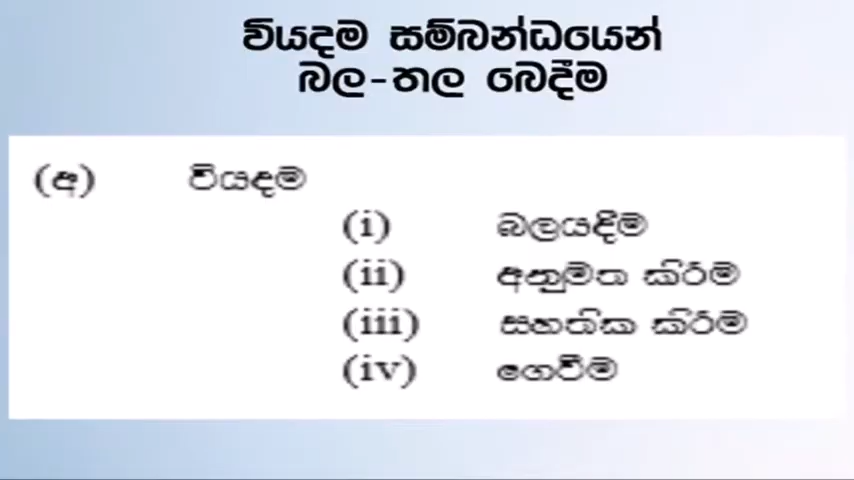 වියදම සම්බන්ධයෙන්
බල-තල බෙදීම
(අ) වියදම
(i) බලයදීම
(ii) අනුමත කිරීම
(iii) සහතික කිරීම
(iv) ගෙවීම